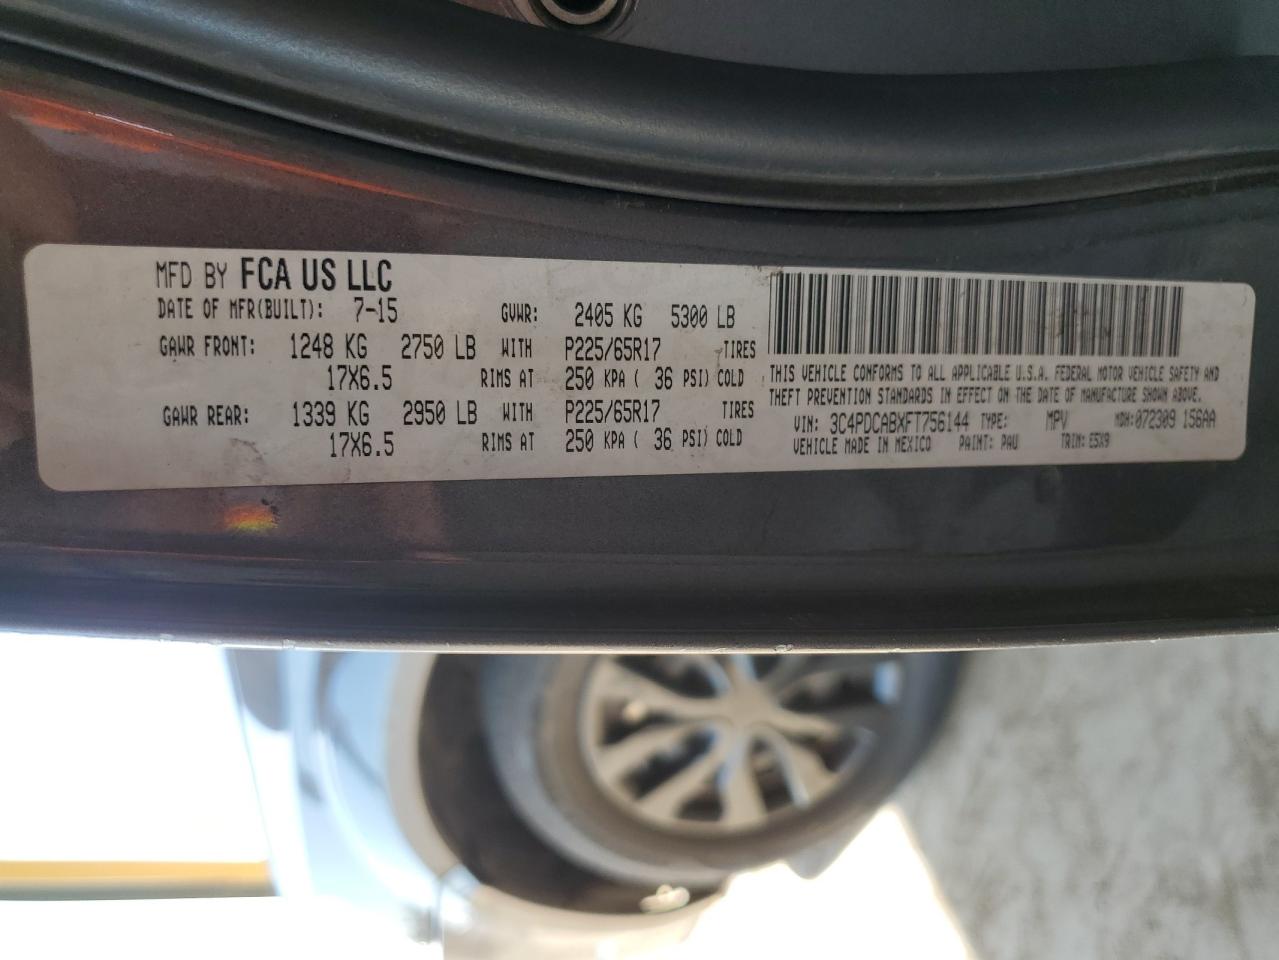 MFD BY FCA US LLC
DATE OF MFR(BUILT): 7-15 GVWR: 2405 KG 5300 LB
GAWR FRONT: 1248 KG 2750 LB WITH P225/65R17 TIRES
17X6.5 RIMS AT 250 KPA ( 36 PSI) COLD
GAWR REAR: 1339 KG 2950 LB WITH P225/65R17 TIRES
17X6.5 RIMS AT 250 KPA ( 36 PSI) COLD
THIS VEHICLE CONFORMS TO ALL APPLICABLE U.S.A. FEDERAL MOTOR VEHICLE SAFETY AND
THEFT PREVENTION STANDARDS IN EFFECT ON THE DATE OF MANUFACTURE SHOWN ABOVE.
VIN: 3C4PDCABXFT756144 TYPE: MPV MDH:072309 156AA
VEHICLE MADE IN MEXICO PAINT: PAU TRIM: E5X9